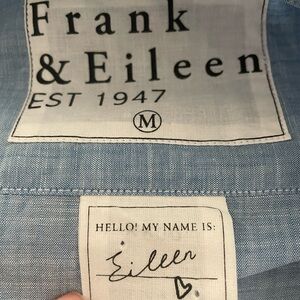 Frank
& Eileen
EST 1947
M
HELLO! MY NAME IS:
Eileen